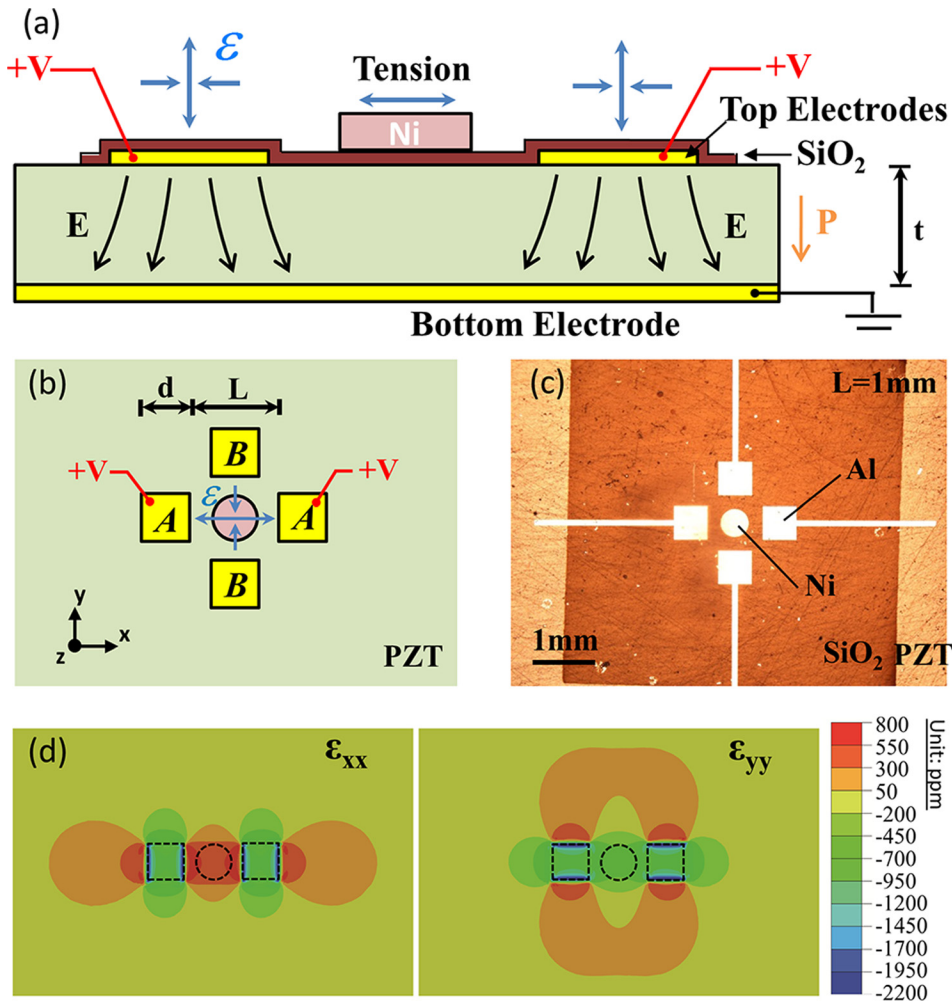 (a)
+V
ε
Tension
+V
Ni
Top Electrodes
SiO2
E
E
P
t
Bottom Electrode
(b)
d
L
B
+V
+V
A
ε
A
B
y
x
z
PZT
(c)
L=1mm
Al
Ni
1mm
SiO2 PZT
(d)
εxx
εyy
800
550
300
50
-200
-450
-700
-950
-1200
-1450
-1700
-1950
-2200
Unit: ppm